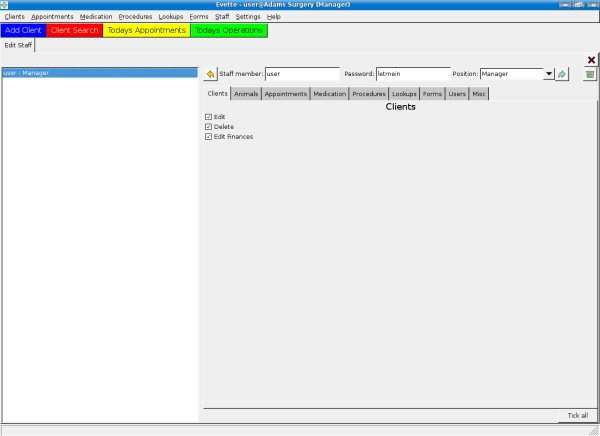 Evette - user@Adams Surgery (Manager)
Clients Appointments Medication Procedures Lookups Forms Staff Settings Help
Add Client Client Search Todays Appointments Todays Operations
Edit Staff
user - Manager
Staff member: user Password: letmein Position: Manager
Clients Animals Appointments Medication Procedures Lookups Forms Users Misc
Clients
Edit
Delete
Edit Finances
Tick all